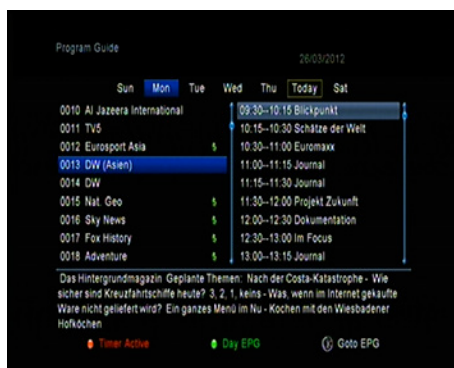 Program Guide
26/03/2012
Sun Mon Tue Wed Thu Today Sat
0010 Al Jazeera International
0011 TV5
0012 Eurosport Asia $
0013 DW (Asien)
0014 DW
0015 Nat. Geo $
0016 Sky News $
0017 Fox History $
0018 Adventure $
09:30--10:15 Blickpunkt
10:15--10:30 Schätze der Welt
10:30--11:00 Euromaxx
11:00--11:15 Journal
11:15--11:30 Journal
11:30--12:00 Projekt Zukunft
12:00--12:30 Dokumentation
12:30--13:00 Im Focus
13:00--13:15 Journal
Das Hintergrundmagazin Geplante Themen: Nach der Costa-Katastrophe - Wie
sicher sind Kreuzfahrtschiffe heute? 3, 2, 1, keins - Was, wenn im Internet gekaufte
Ware nicht geliefert wird? Ein ganzes Menü im Nu - Kochen mit den Wiesbadener
Hofköchen
Timer Active Day EPG Goto EPG